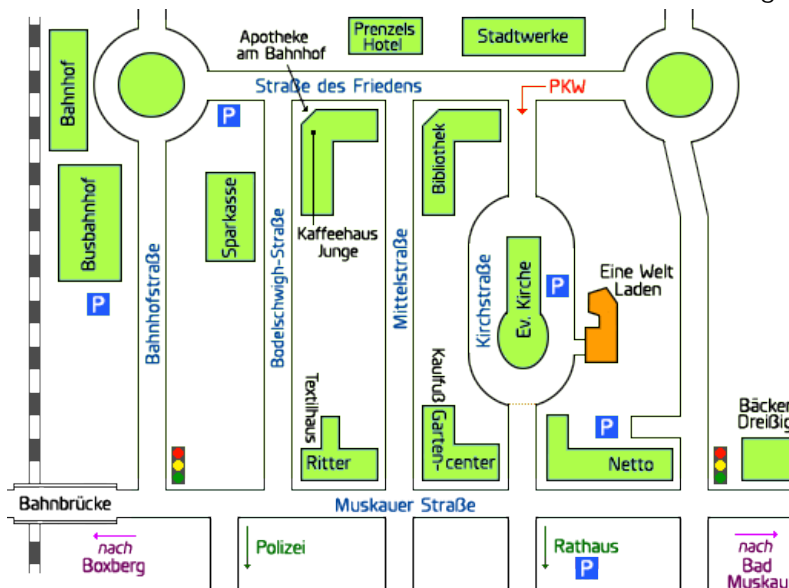 Prenzels
Hotel
Stadtwerke
Apotheke
am Bahnhof
Bahnhof
Straße des Friedens
PKW
P
Bibliothek
Busbahnhof
Sparkasse
Kaffeehaus
Junge
Bahnhofstraße
Bodelschwigh-Straße
Mittelstraße
Kirchstraße
Ev. Kirche
P
Eine Welt
Laden
P
Textilhaus
Ritter
Kaulfuß
Garten-
center
P
Netto
Bäcker
Dreißig
Bahnbrücke
Muskauer Straße
nach
Boxberg
Polizei
Rathaus
P
nach
Bad
Muskau